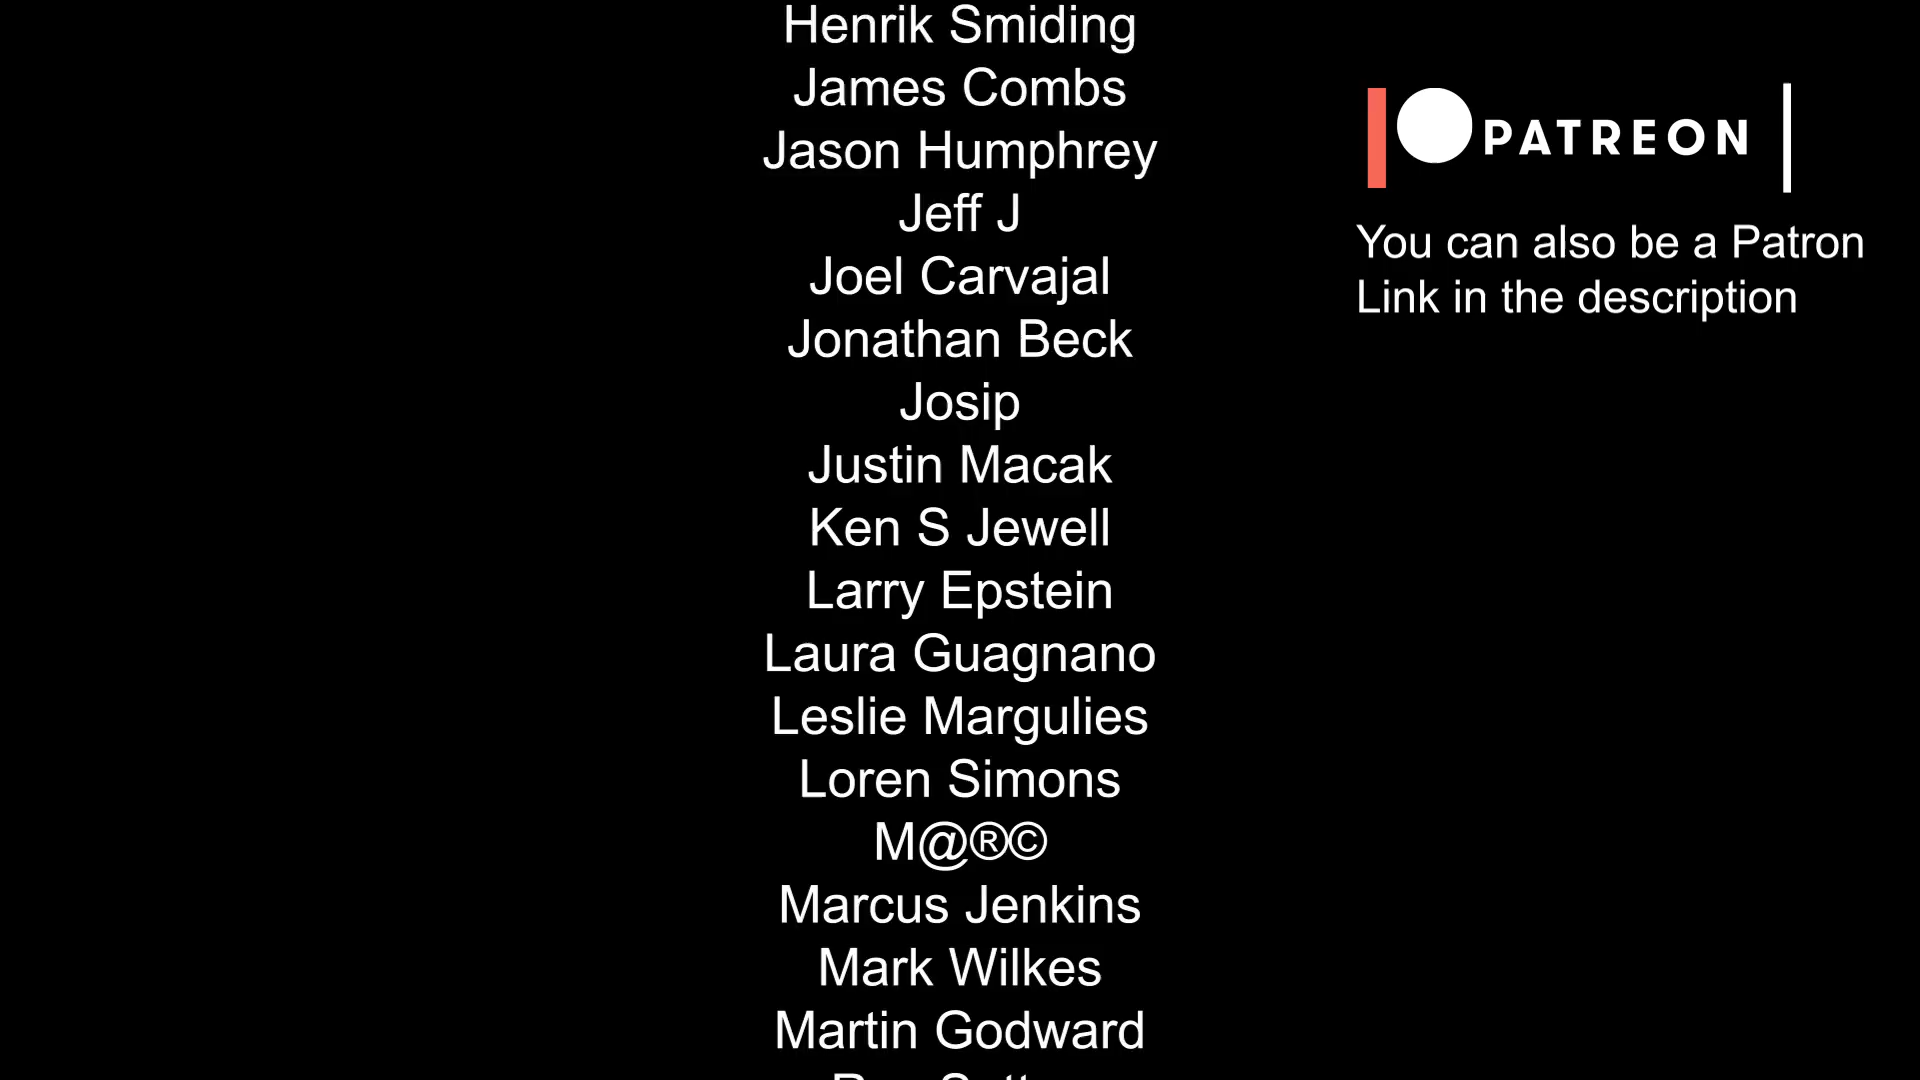 Henrik Smiding
James Combs
Jason Humphrey
Jeff J
Joel Carvajal
Jonathan Beck
Josip
Justin Macak
Ken S Jewell
Larry Epstein
Laura Guagnano
Leslie Margulies
Loren Simons
M@®©
Marcus Jenkins
Mark Wilkes
Martin Godward
PATREON
You can also be a Patron
Link in the description